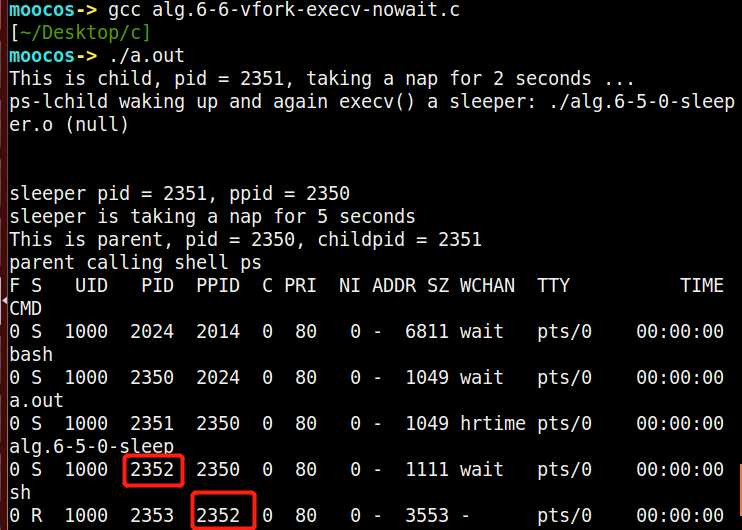 moocos-> gcc alg.6-6-vfork-execv-nowait.c
[~/Desktop/c]
moocos-> ./a.out
This is child, pid = 2351, taking a nap for 2 seconds ...
ps-lchild waking up and again execv() a sleeper: ./alg.6-5-0-sleep
er.o (null)
sleeper pid = 2351, ppid = 2350
sleeper is taking a nap for 5 seconds
This is parent, pid = 2350, childpid = 2351
parent calling shell ps
F S   UID   PID  PPID  C PRI  NI ADDR SZ WCHAN  TTY          TIME
CMD
0 S  1000  2024  2014  0  80   0 -  6811 wait   pts/0    00:00:00
bash
0 S  1000  2350  2024  0  80   0 -  1049 wait   pts/0    00:00:00
a.out
0 S  1000  2351  2350  0  80   0 -  1049 hrtime pts/0    00:00:00
alg.6-5-0-sleep
0 S  1000  2352  2350  0  80   0 -  1111 wait   pts/0    00:00:00
sh
0 R  1000  2353  2352  0  80   0 -  3553 -      pts/0    00:00:00